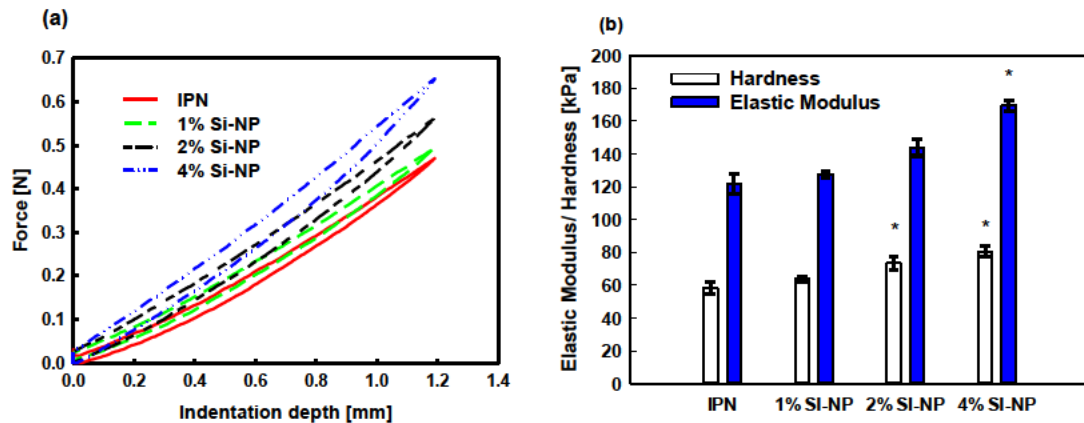 (a)
Force [N]
0.7
0.6
0.5
0.4
0.3
0.2
0.1
0.0
IPN
1% Si-NP
2% Si-NP
4% Si-NP
0.0 0.2 0.4 0.6 0.8 1.0 1.2 1.4
Indentation depth [mm]
(b)
Elastic Modulus/ Hardness [kPa]
200
180
160
140
120
100
80
60
40
20
0
Hardness
Elastic Modulus
*
*
*
IPN 1% SI-NP 2% SI-NP 4% SI-NP